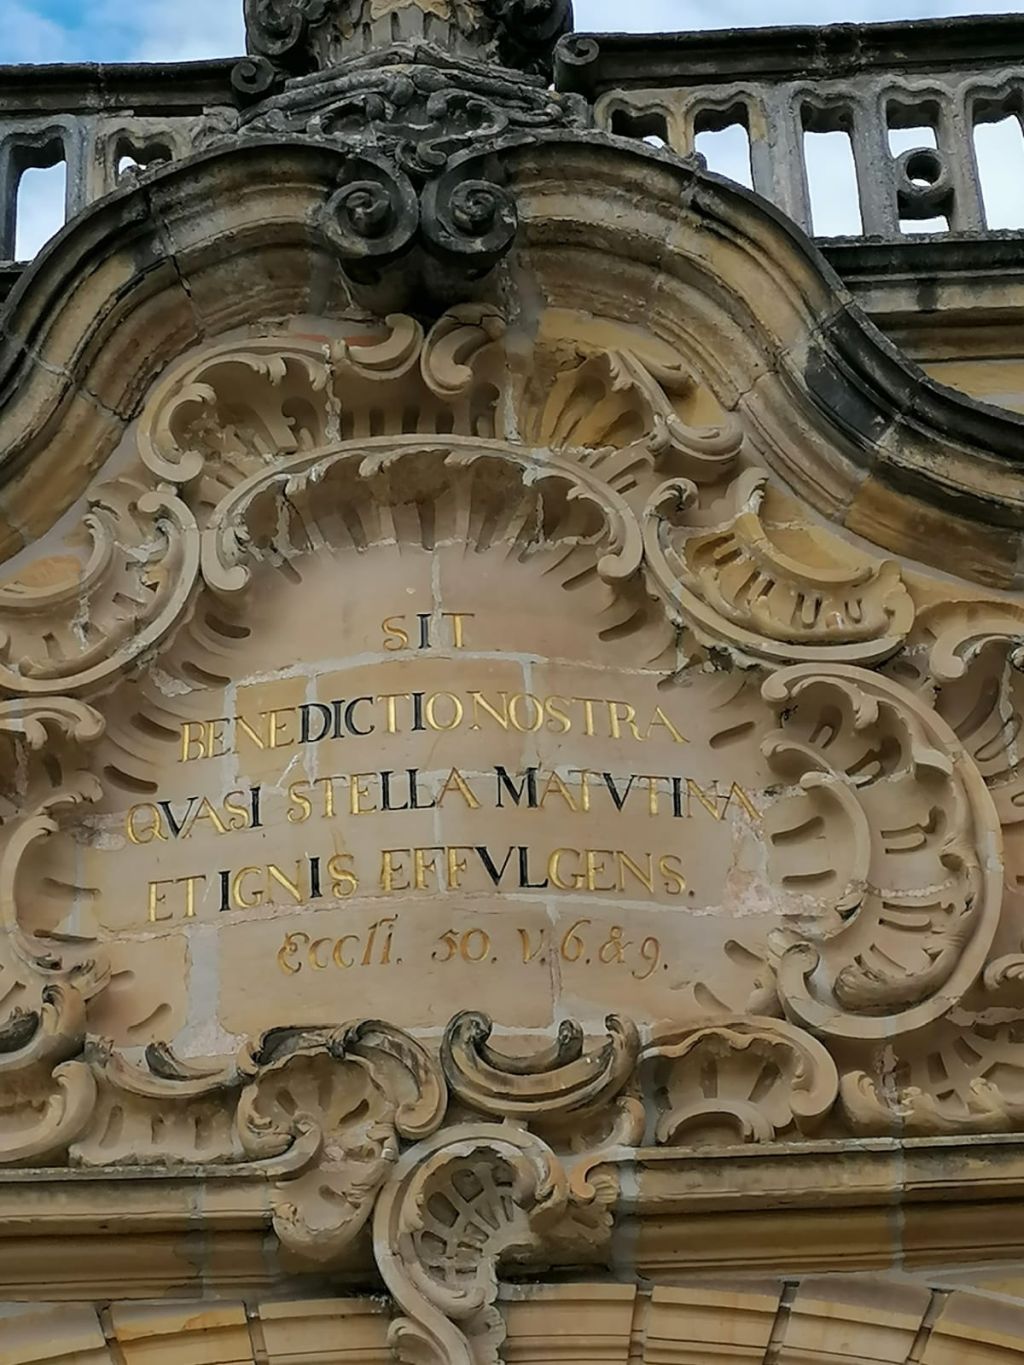 SIT
BENEDICTIO NOSTRA
QVASI STELLA MATVTINA
ET IGNIS EFFVLGENS.
Eccli. 50. v. 6. & 9.